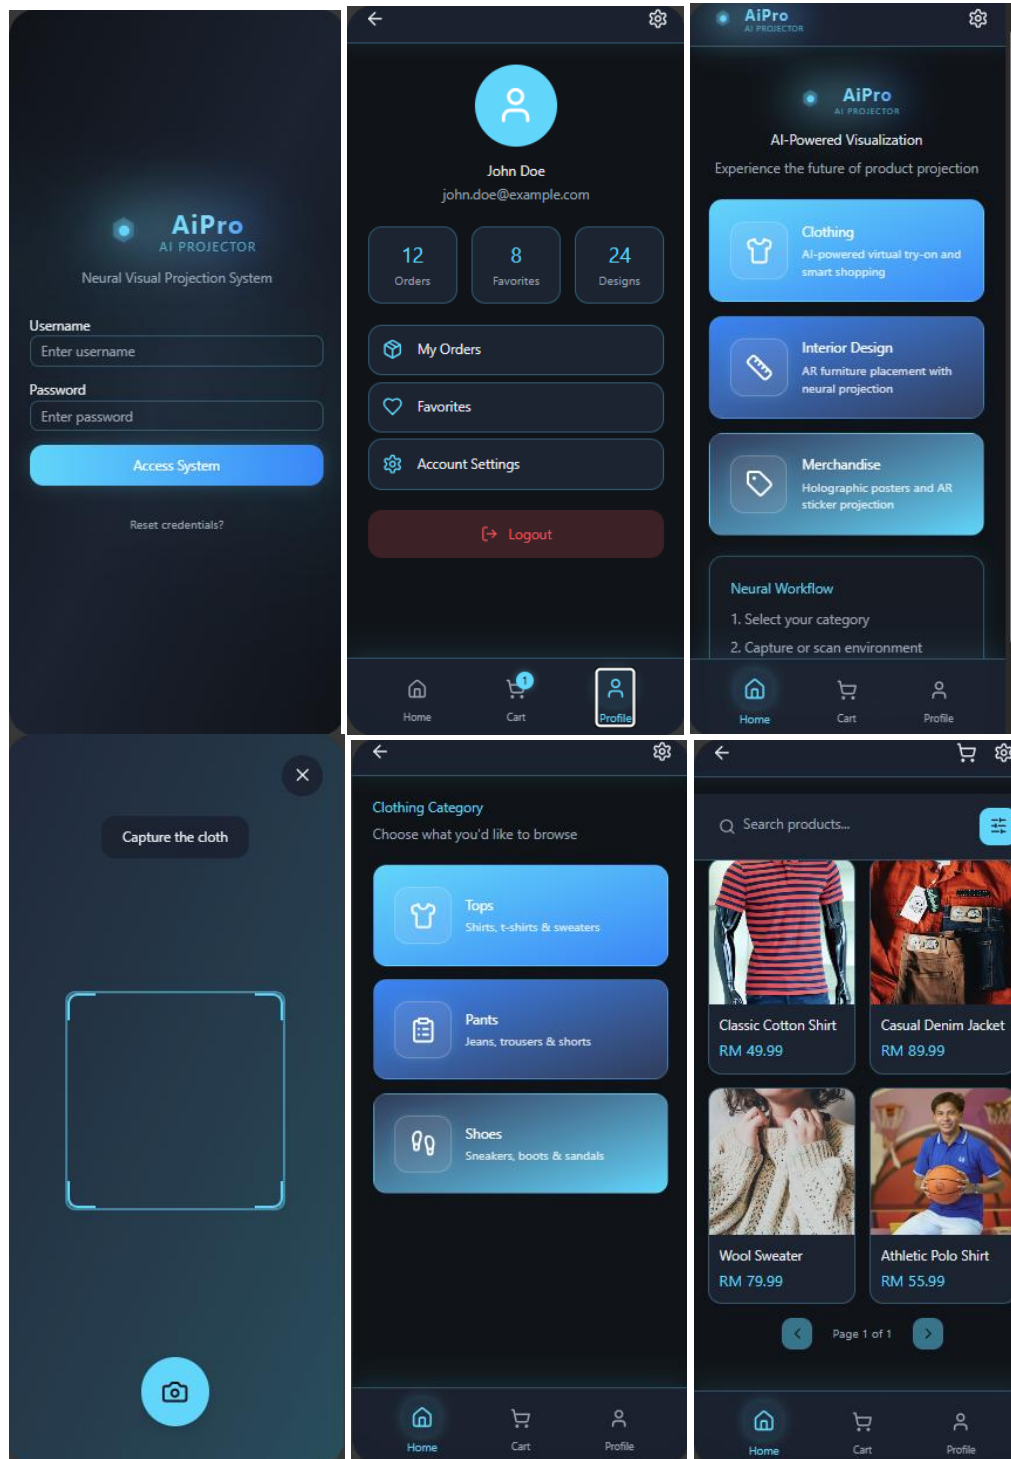 AiPro
AI PROJECTOR
Neural Visual Projection System
Username
Enter username
Password
Enter password
Access System
Reset credentials?
John Doe
john.doe@example.com
12
Orders
8
Favorites
24
Designs
My Orders
Favorites
Account Settings
Logout
Home
1
Cart
Profile
AiPro
AI PROJECTOR
AiPro
AI PROJECTOR
AI-Powered Visualization
Experience the future of product projection
Clothing
AI-powered virtual try-on and
smart shopping
Interior Design
AR furniture placement with
neural projection
Merchandise
Holographic posters and AR
sticker projection
Neural Workflow
1. Select your category
2. Capture or scan environment
Home
Cart
Profile
Capture the cloth
Clothing Category
Choose what you'd like to browse
Tops
Shirts, t-shirts & sweaters
Pants
Jeans, trousers & shorts
Shoes
Sneakers, boots & sandals
Home
Cart
Profile
Search products...
Classic Cotton Shirt
RM 49.99
Casual Denim Jacket
RM 89.99
Wool Sweater
RM 79.99
Athletic Polo Shirt
RM 55.99
Page 1 of 1
Home
Cart
Profile